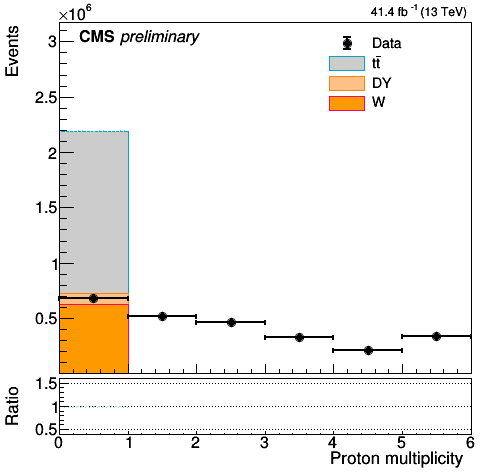 ×10⁶
41.4 fb⁻¹ (13 TeV)
Events
CMS preliminary
Data
tt̄
DY
W
3
2.5
2
1.5
1
0.5
Ratio
1.5
1
0.5
0 1 2 3 4 5 6
Proton multiplicity